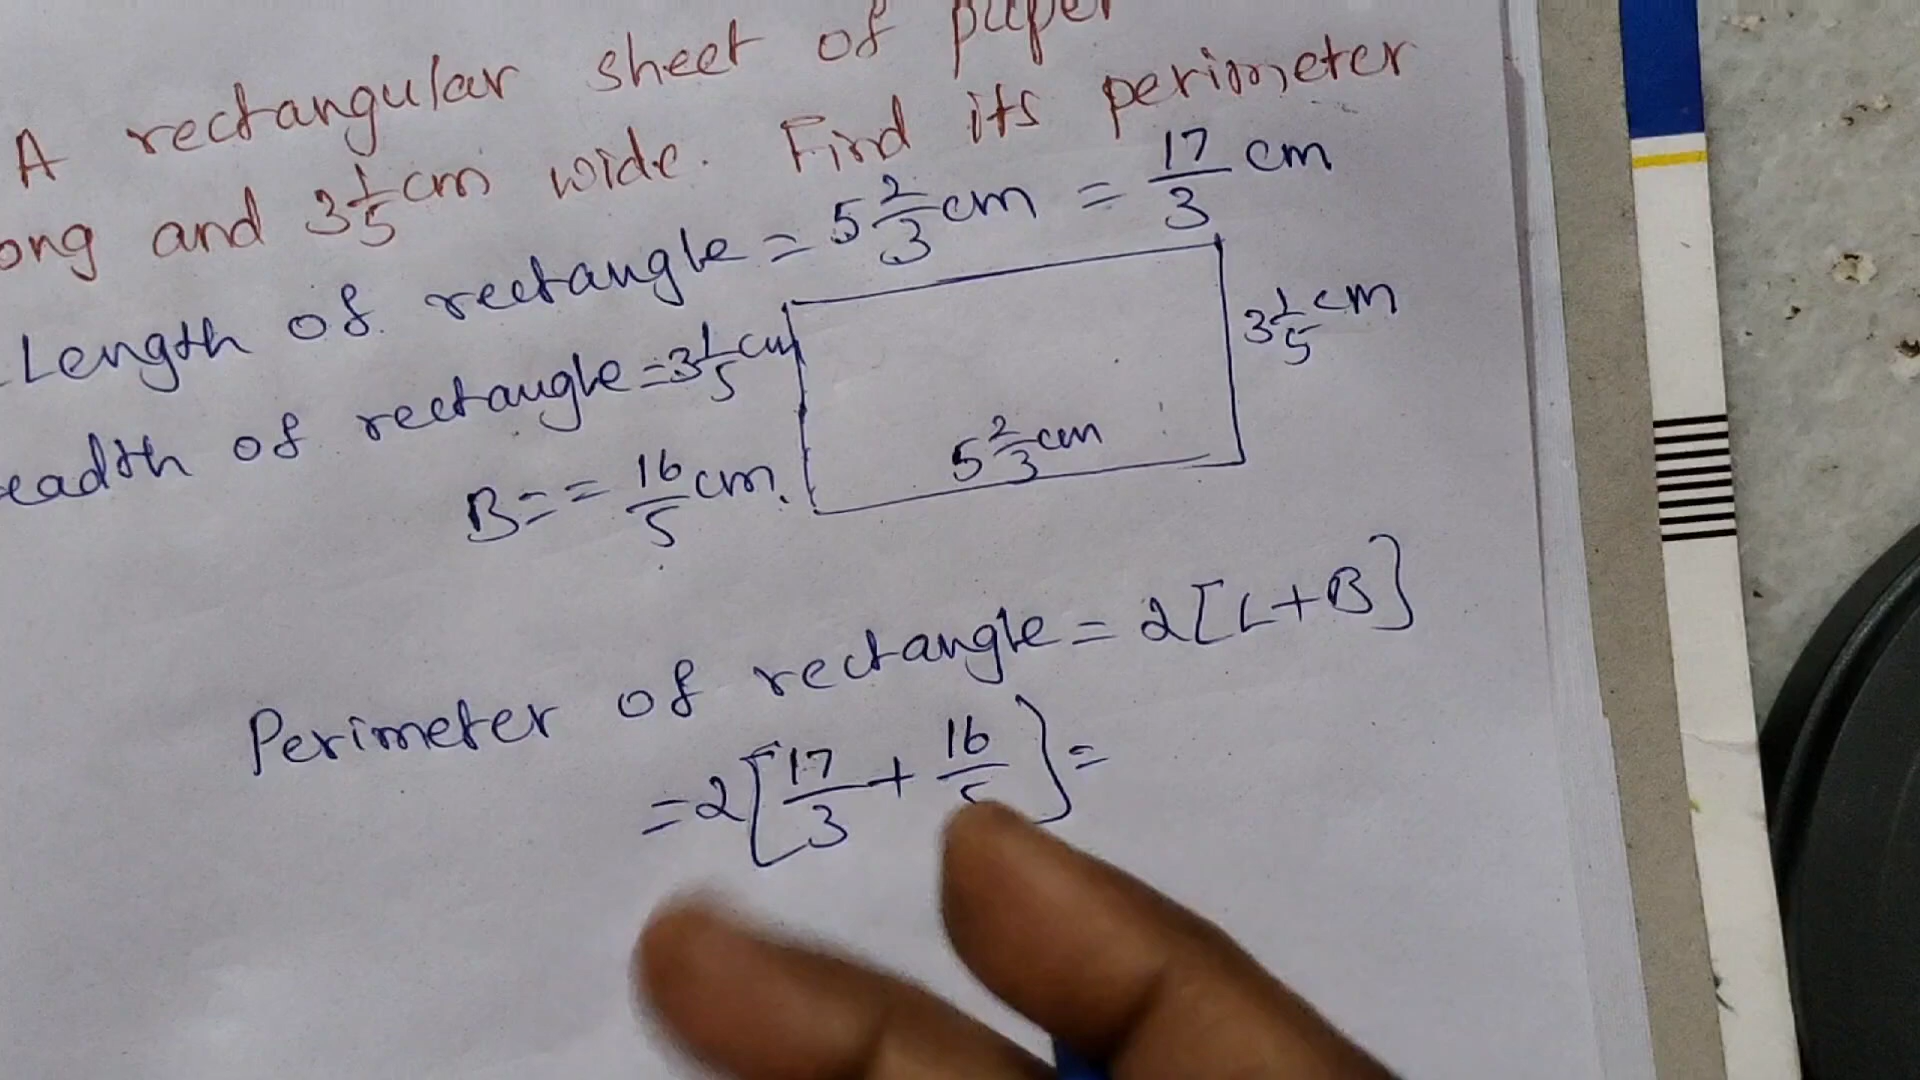 A rectangular sheet of paper
ong and 3 1/5 cm wide. Find its perimeter
Length of rectangle = 5 2/3 cm = 17/3 cm
eadth of rectangle = 3 1/5 cm
3 1/5 cm
B = = 16/5 cm.
5 2/3 cm
Perimeter of rectangle = 2[L+B]
= 2[17/3 + 16/5] =